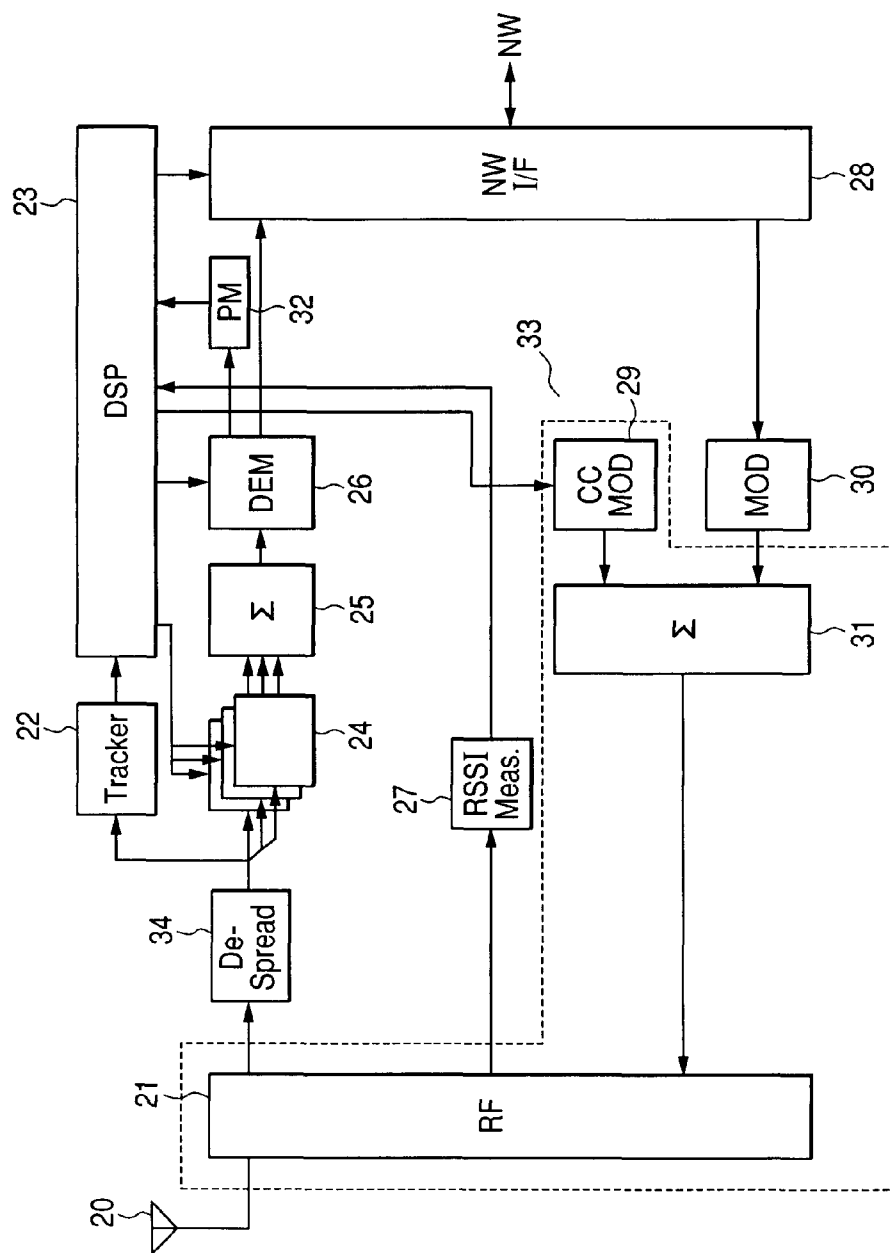 20
21
RF
34
De-
Spread
22
Tracker
24
Σ
25
DEM
26
PM
32
23
DSP
27
RSSI
Meas.
33
CC
MOD
29
MOD
30
Σ
31
NW
I/F
28
NW